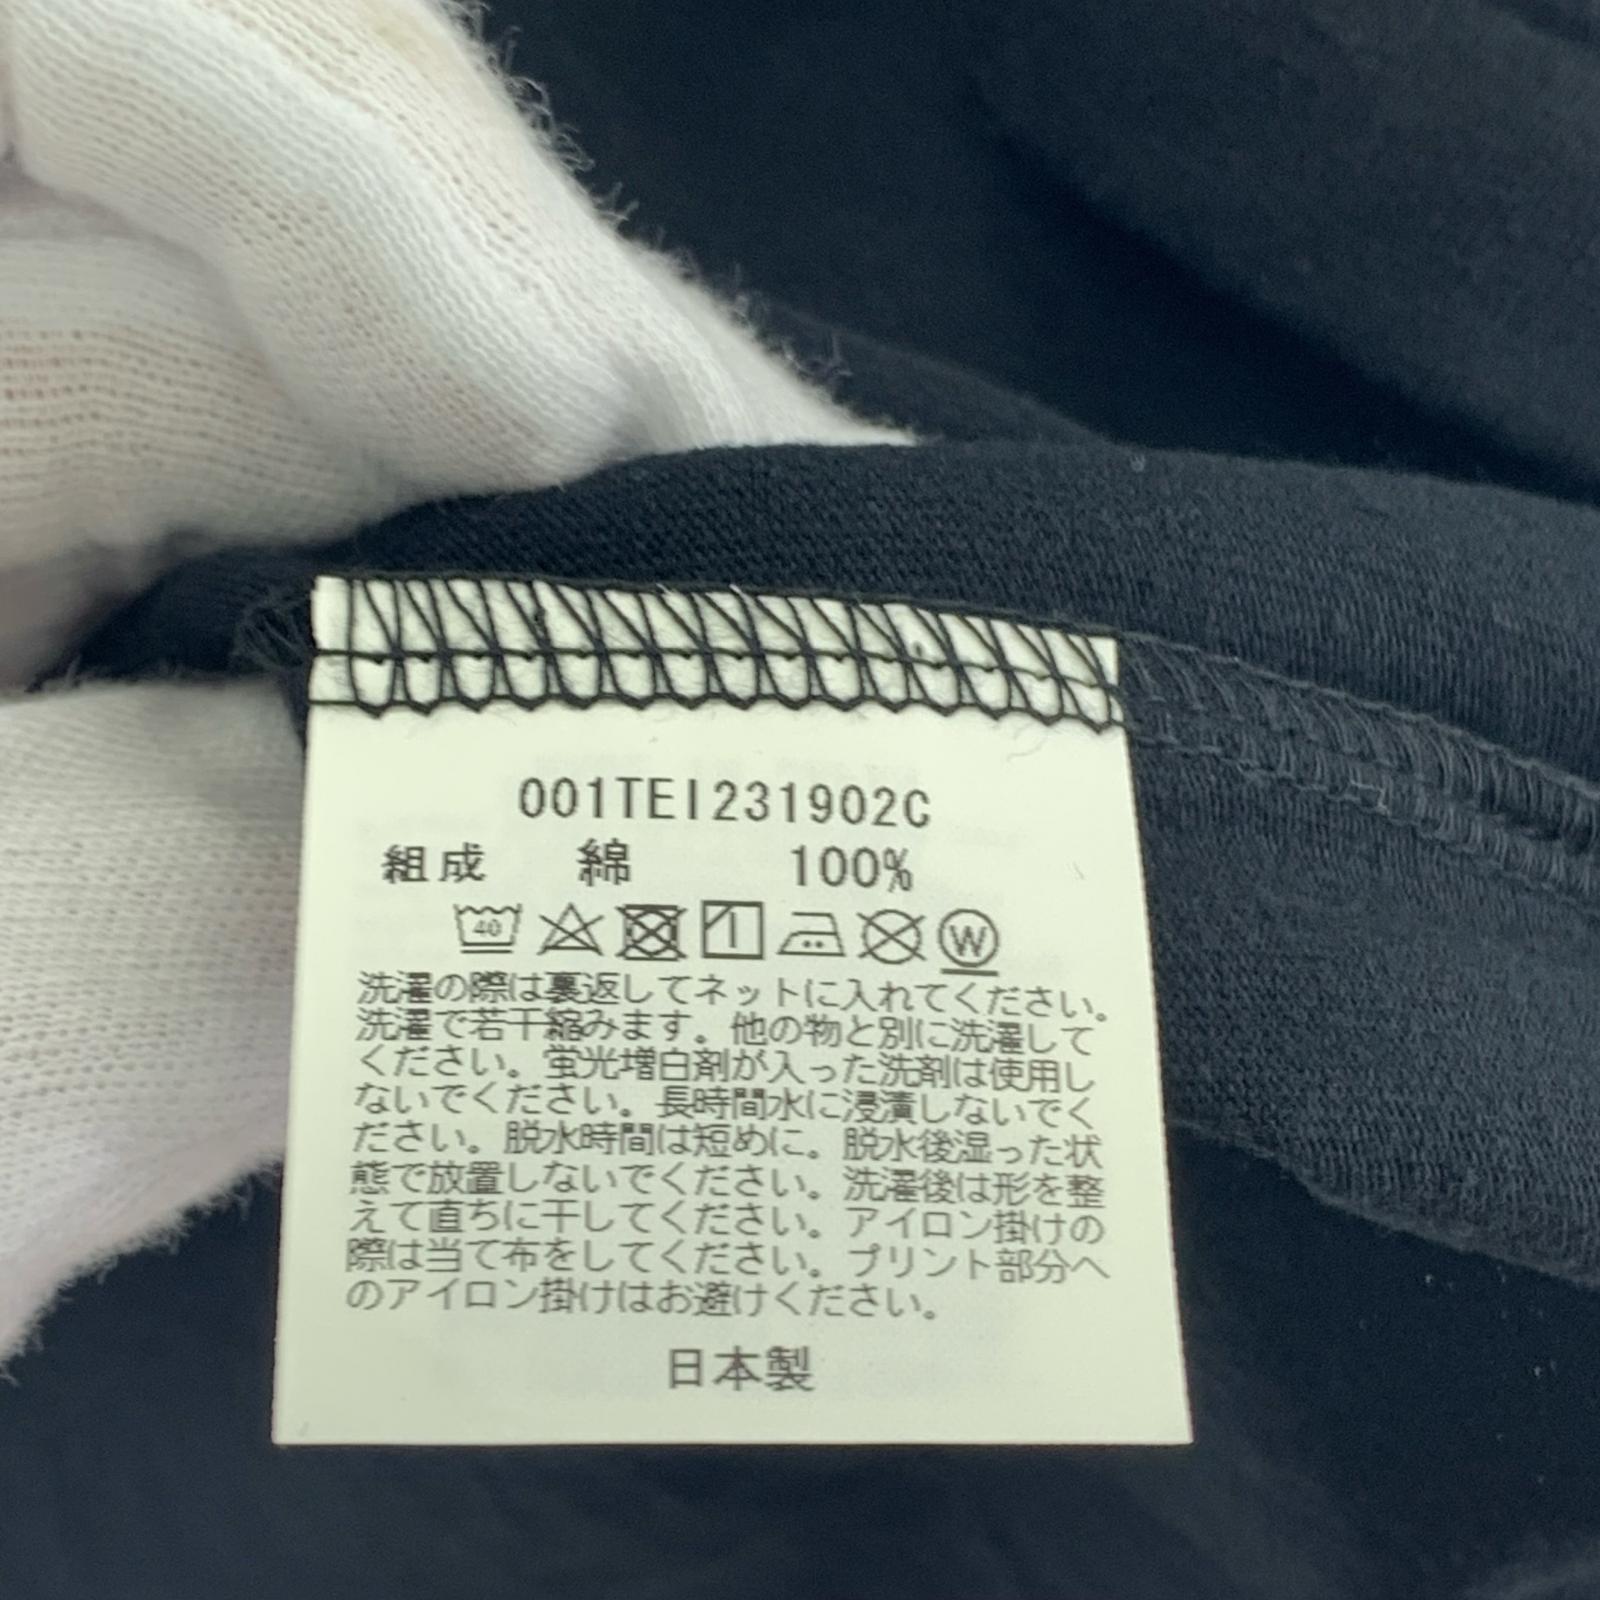 001TEI231902C
組成 綿 100%
40 W
洗濯の際は裏返してネットに入れてください。
洗濯で若干縮みます。他の物と別に洗濯して
ください。蛍光増白剤が入った洗剤は使用し
ないでください。長時間水に浸漬しないでく
ださい。脱水時間は短めに。脱水後湿った状
態で放置しないでください。洗濯後は形を整
えて直ちに干してください。アイロン掛けの
際は当て布をしてください。プリント部分へ
のアイロン掛けはお避けください。
日本製